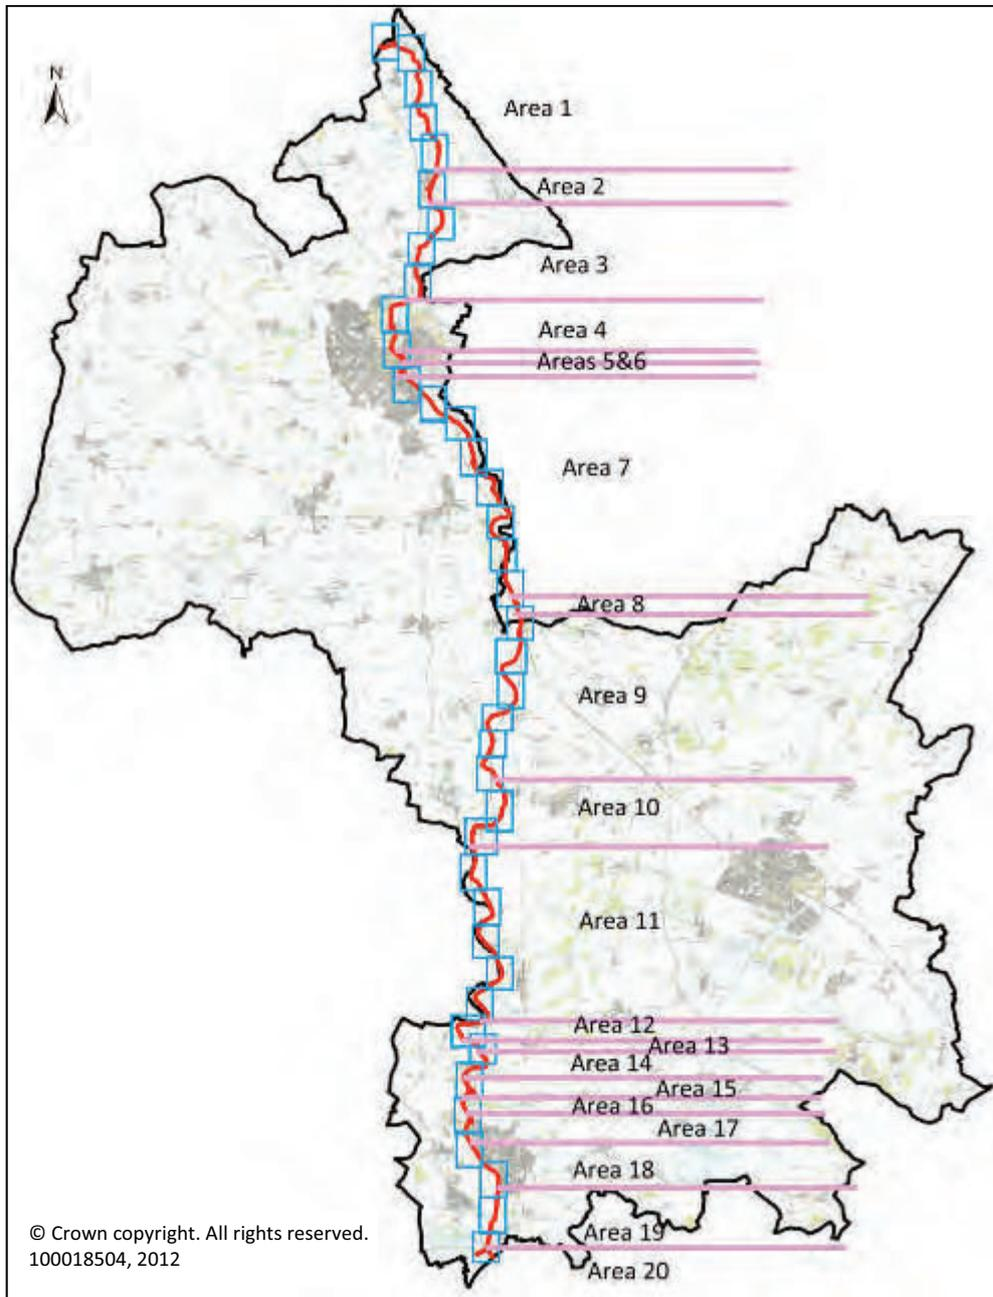 N
Area 1
Area 2
Area 3
Area 4
Areas 5&6
Area 7
Area 8
Area 9
Area 10
Area 11
Area 12
Area 13
Area 14
Area 15
Area 16
Area 17
Area 18
Area 19
Area 20
© Crown copyright. All rights reserved.
100018504, 2012